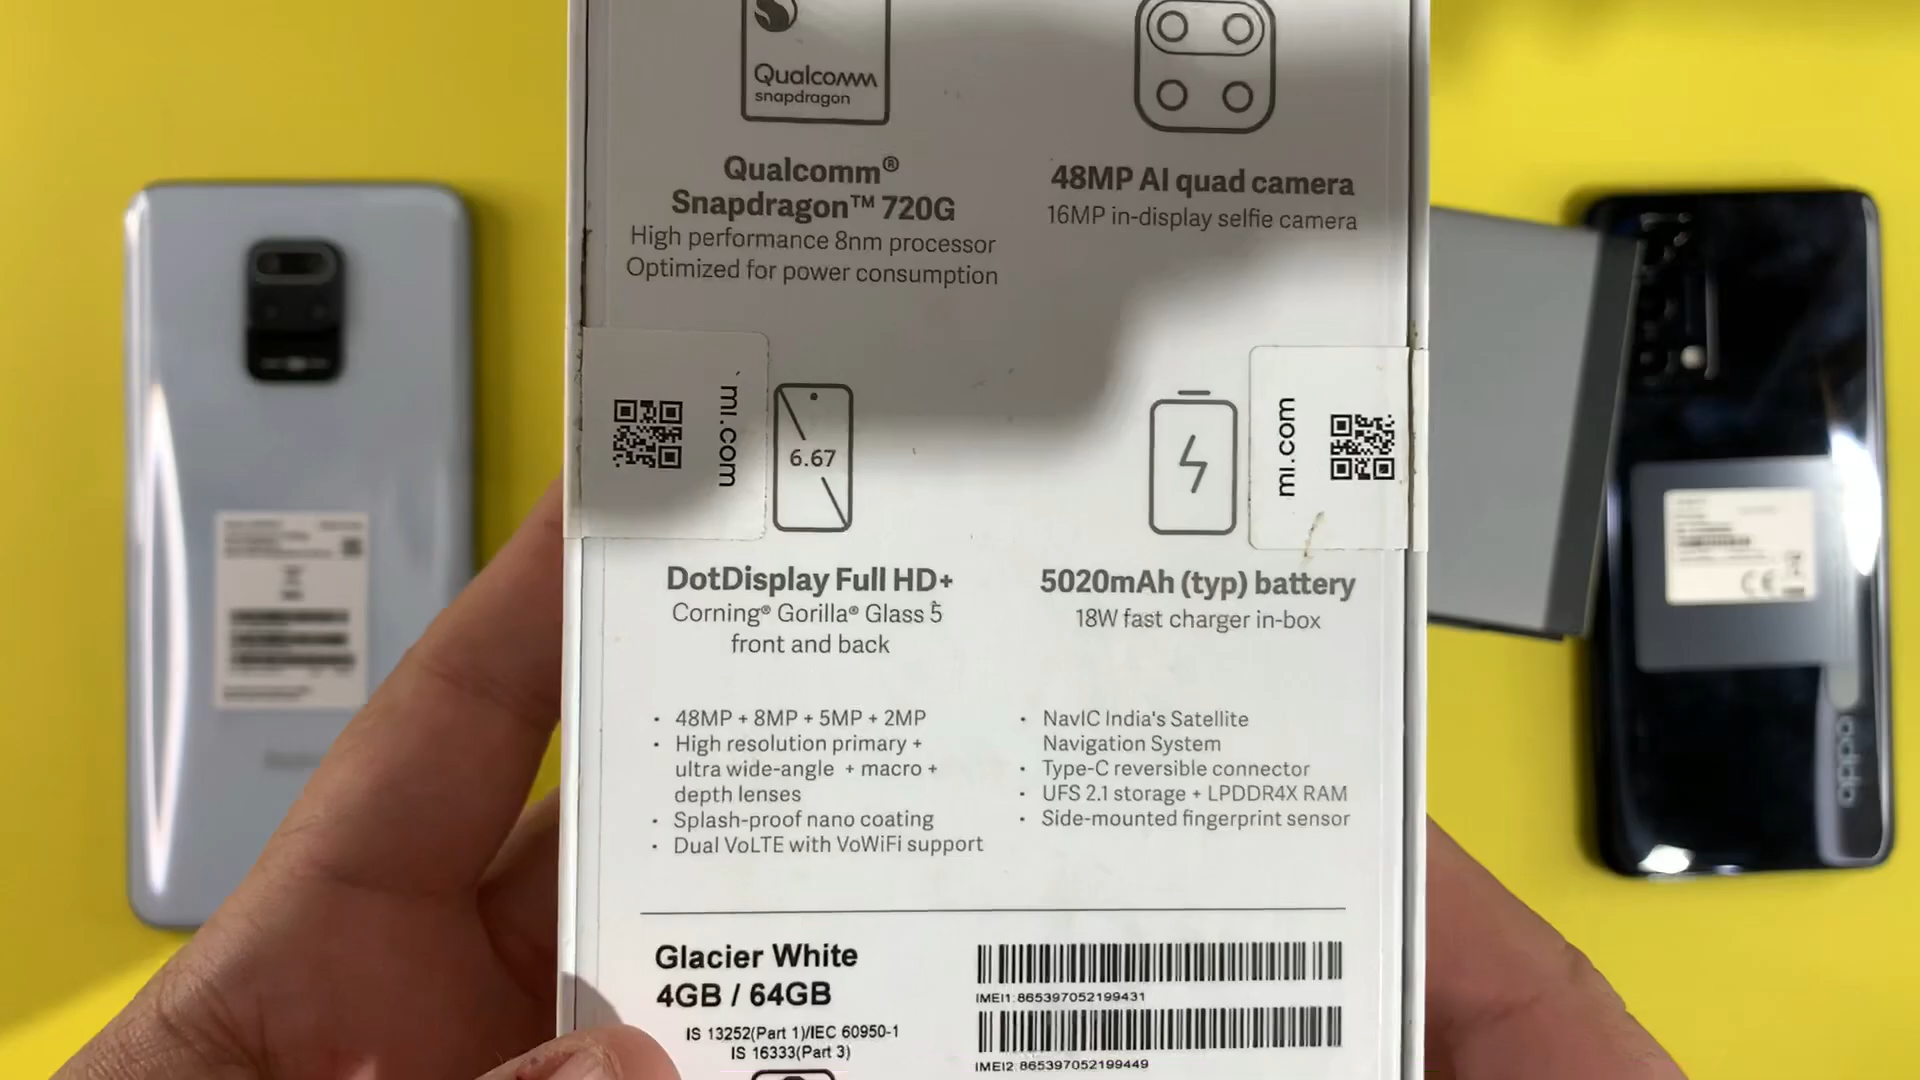 Qualcomm
snapdragon
Qualcomm®
Snapdragon™ 720G
High performance 8nm processor
Optimized for power consumption
48MP AI quad camera
16MP in-display selfie camera
mi.com
6.67
mi.com
DotDisplay Full HD+
Corning® Gorilla® Glass 5
front and back
5020mAh (typ) battery
18W fast charger in-box
• 48MP + 8MP + 5MP + 2MP
• High resolution primary +
ultra wide-angle + macro +
depth lenses
• Splash-proof nano coating
• Dual VoLTE with VoWiFi support
• NavIC India's Satellite
Navigation System
• Type-C reversible connector
• UFS 2.1 storage + LPDDR4X RAM
• Side-mounted fingerprint sensor
Glacier White
4GB / 64GB
IS 13252(Part 1)/IEC 60950-1
IS 16333(Part 3)
IMEI1: 865397052199431
IMEI2: 865397052199449
oppo
CE